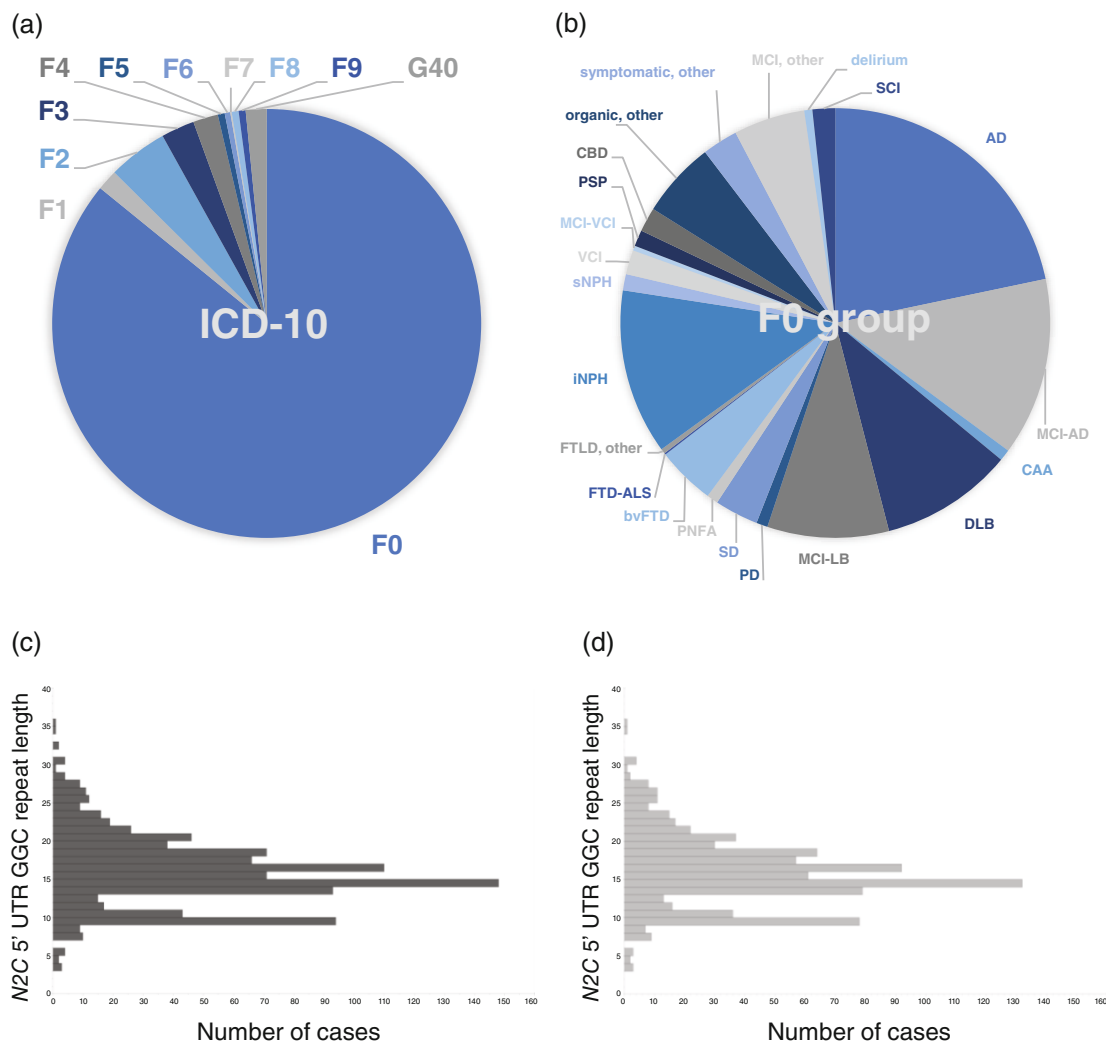 (a)
F4 F5 F6 F7 F8 F9 G40
F3
F2
F1
ICD-10
F0
(b)
MCI, other
delirium
symptomatic, other
SCI
organic, other
AD
CBD
PSP
MCI-VCI
VCI
sNPH
F0 group
iNPH
MCI-AD
FTLD, other
CAA
FTD-ALS
bvFTD
DLB
PNFA
SD
MCI-LB
PD
(c)
N2C 5' UTR GGC repeat length
40
35
30
25
20
15
10
5
0
0 10 20 30 40 50 60 70 80 90 100 110 120 130 140 150 160
Number of cases
(d)
N2C 5' UTR GGC repeat length
40
35
30
25
20
15
10
5
0
0 10 20 30 40 50 60 70 80 90 100 110 120 130 140 150 160
Number of cases